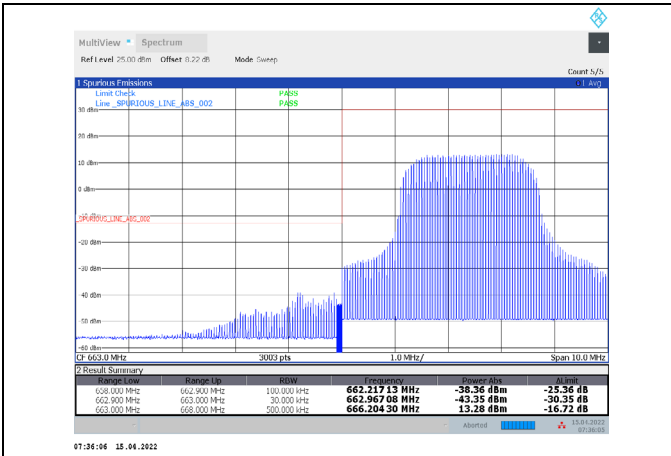 MultiView Spectrum
Ref Level 25.00 dBm Offset 8.22 dB Mode Sweep
Count 5/5
1 Spurious Emissions 1 Avg
Limit Check PASS
Line _SPURIOUS_LINE_ABS_002 PASS
30 dBm
20 dBm
10 dBm
0 dBm
_SPURIOUS_LINE_ABS_002
-20 dBm
-30 dBm
-40 dBm
-50 dBm
-60 dBm
CF 663.0 MHz 3003 pts 1.0 MHz/ Span 10.0 MHz
2 Result Summary
Range Low Range Up RBW Frequency Power Abs ΔLimit
658.000 MHz 662.900 MHz 100.000 kHz 662.217 13 MHz -38.36 dBm -25.36 dB
662.900 MHz 663.000 MHz 30.000 kHz 662.967 08 MHz -43.35 dBm -30.35 dB
663.000 MHz 668.000 MHz 500.000 kHz 666.204 30 MHz 13.28 dBm -16.72 dB
Aborted 15.04.2022
07:36:05
07:36:06 15.04.2022